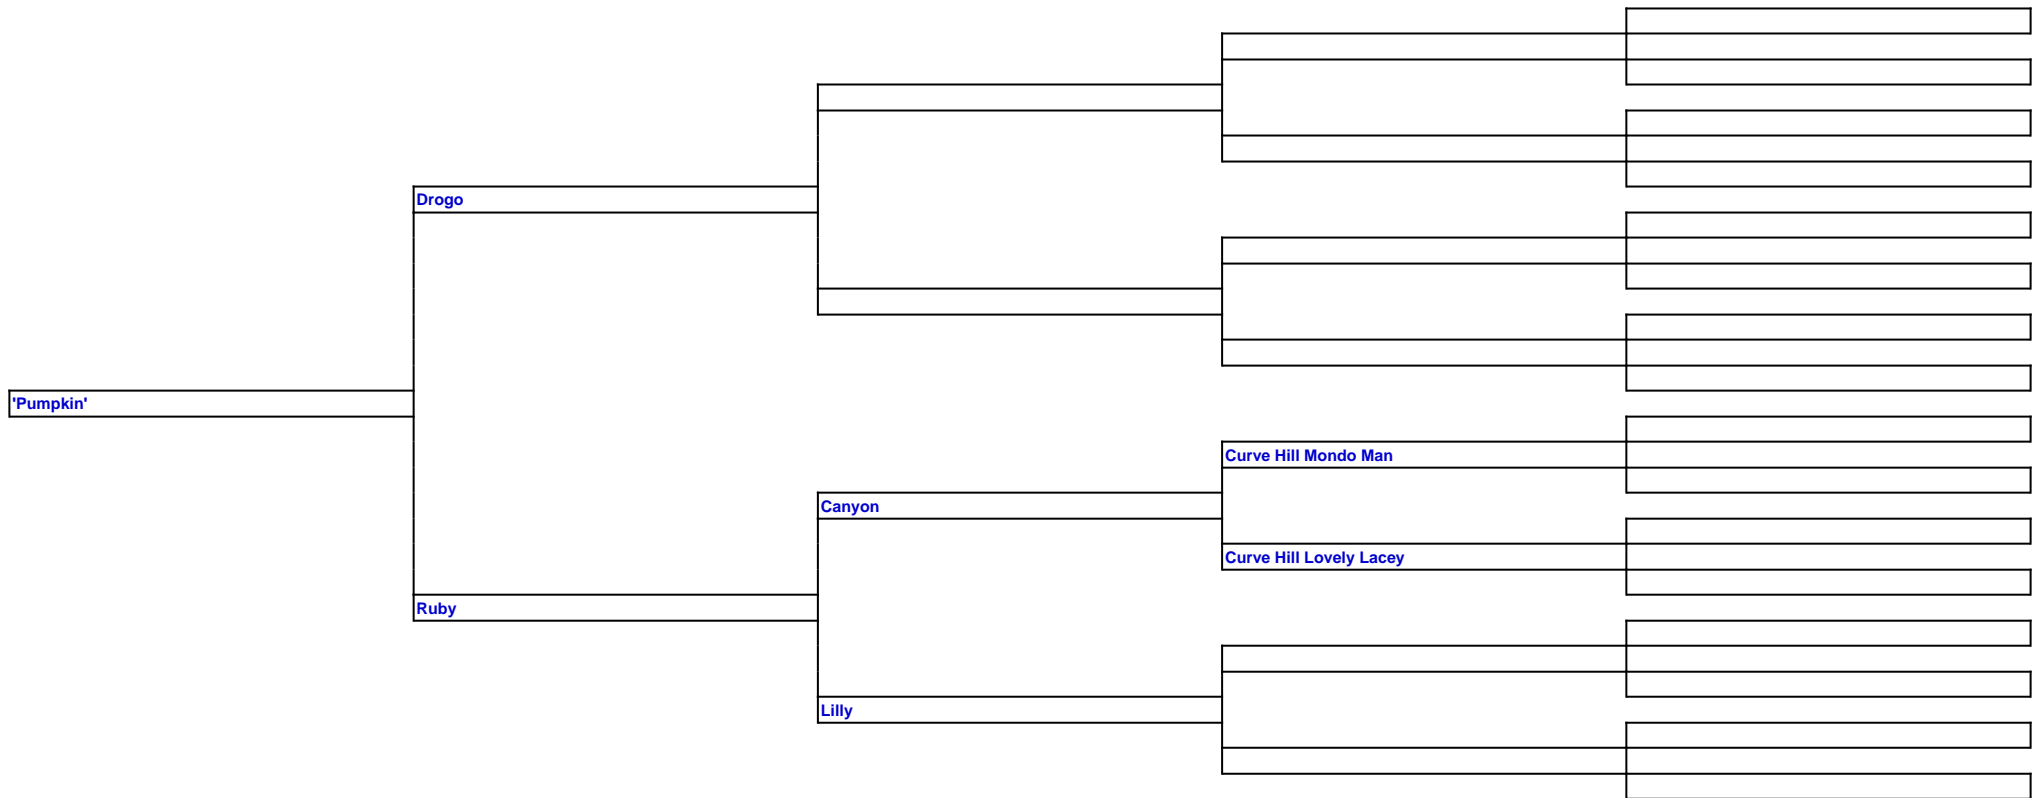 Drogo
'Pumpkin'
Curve Hill Mondo Man
Canyon
Curve Hill Lovely Lacey
Ruby
Lilly